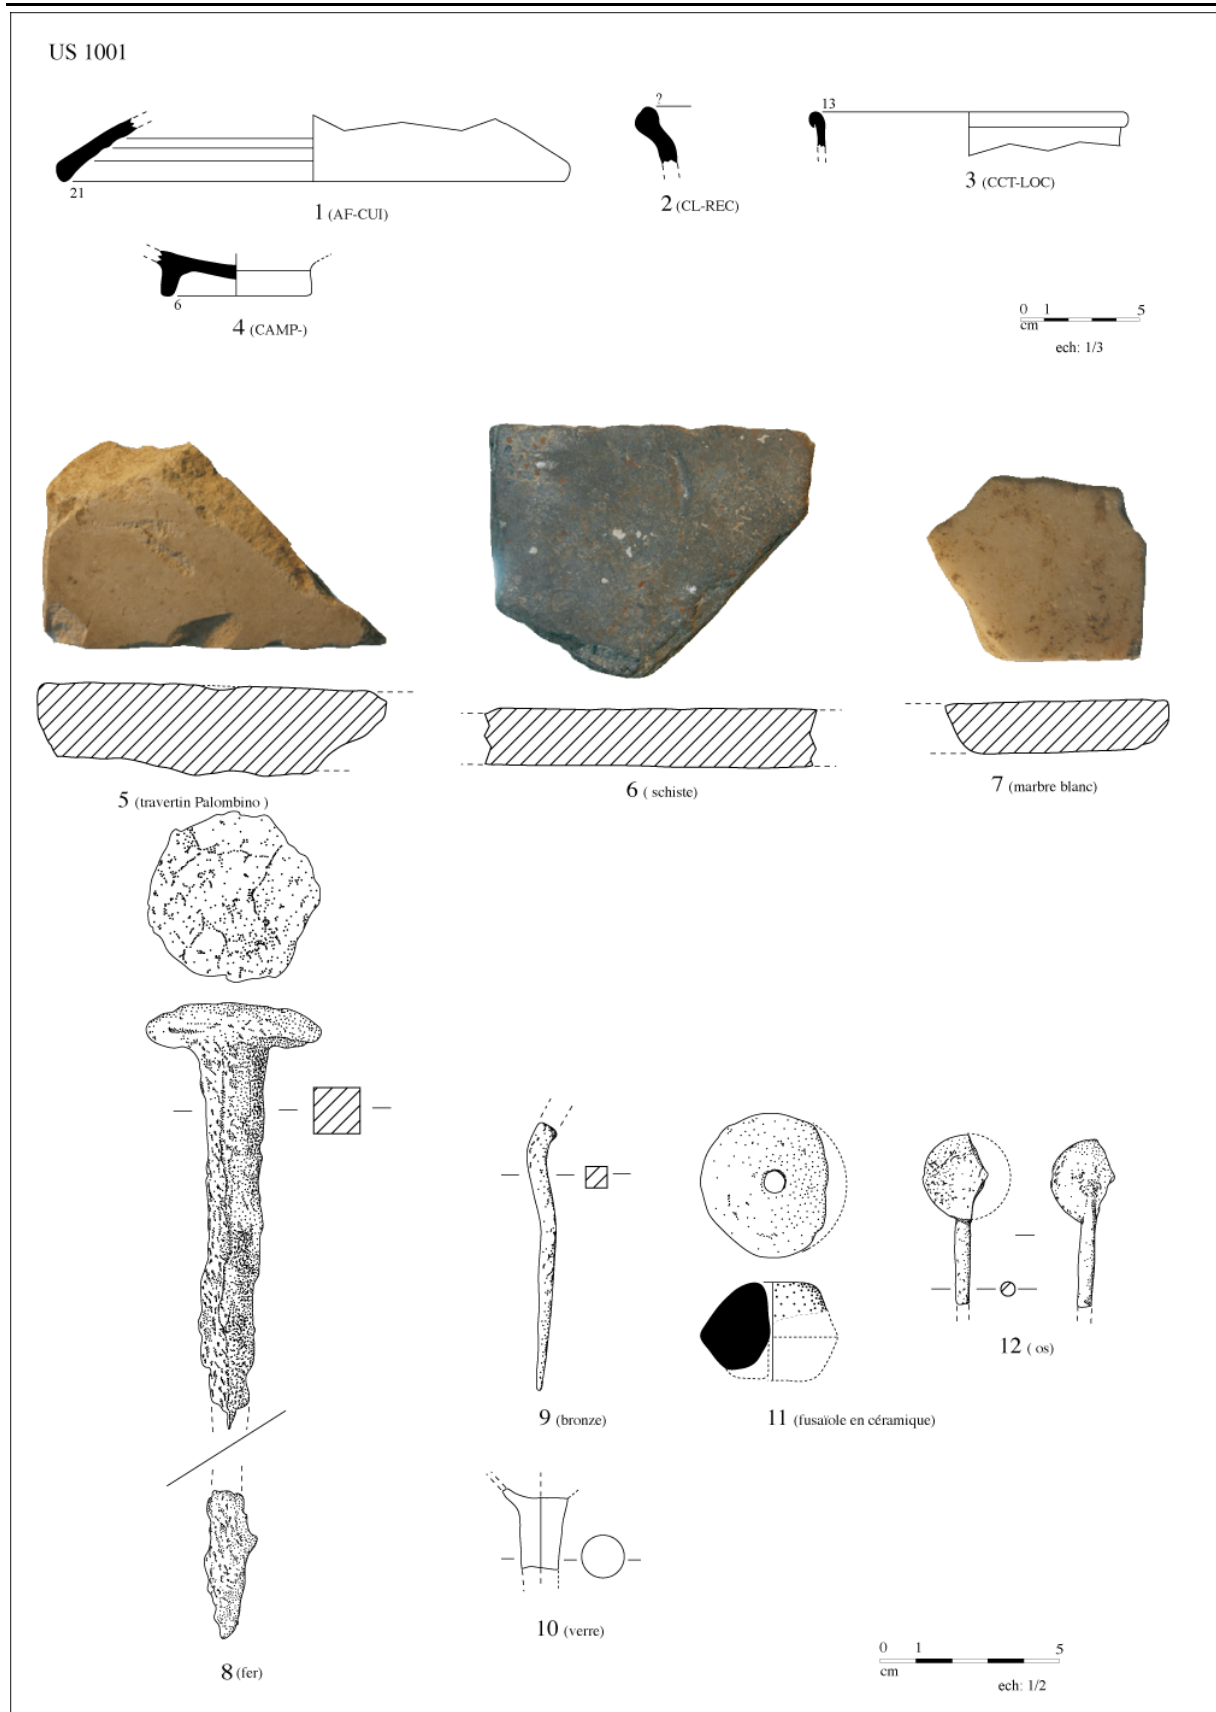 US 1001
?
13
21
1 (AF-CUI)
2 (CL-REC)
3 (CCT-LOC)
6
4 (CAMP-)
0 1 5
cm
ech: 1/3
5 (travertin Palombino )
6 ( schiste)
7 (marbre blanc)
9 (bronze)
11 (fusaïole en céramique)
12 ( os)
10 (verre)
8 (fer)
0 1 5
cm
ech: 1/2